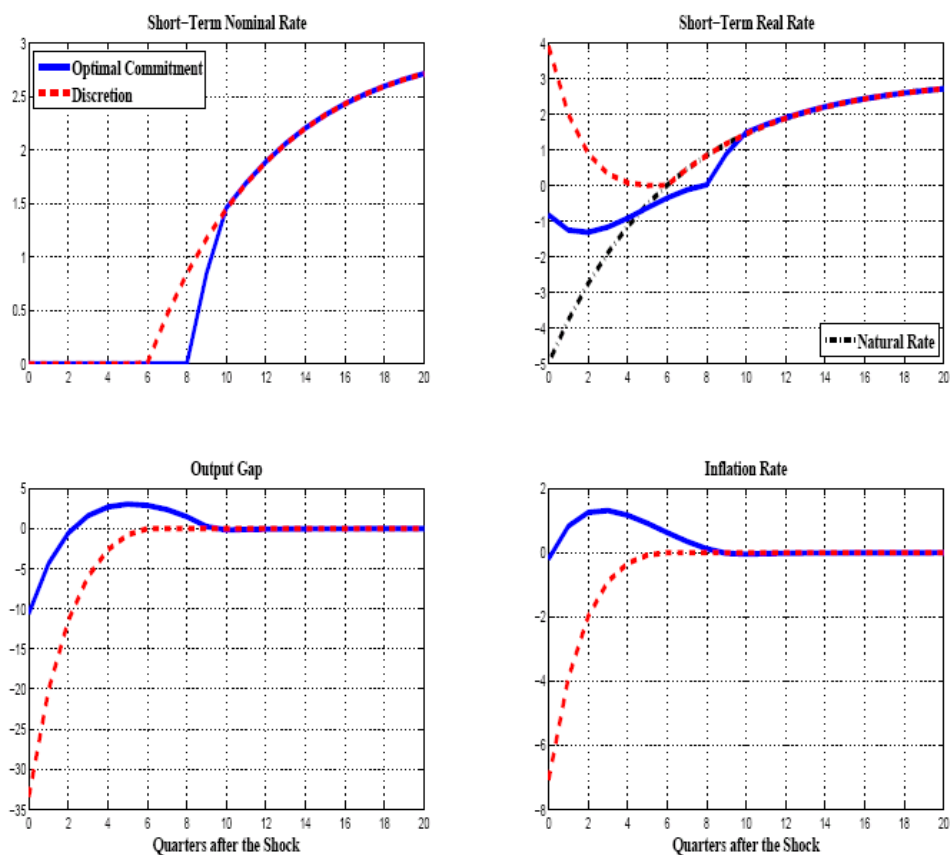 Short-Term Nominal Rate
3
2.5
2
1.5
1
0.5
0
Optimal Commitment
Discretion
0 2 4 6 8 10 12 14 16 18 20
Short-Term Real Rate
4
3
2
1
0
-1
-2
-3
-4
-5
Natural Rate
0 2 4 6 8 10 12 14 16 18 20
Output Gap
5
0
-5
-10
-15
-20
-25
-30
-35
0 2 4 6 8 10 12 14 16 18 20
Quarters after the Shock
Inflation Rate
2
0
-2
-4
-6
-8
0 2 4 6 8 10 12 14 16 18 20
Quarters after the Shock